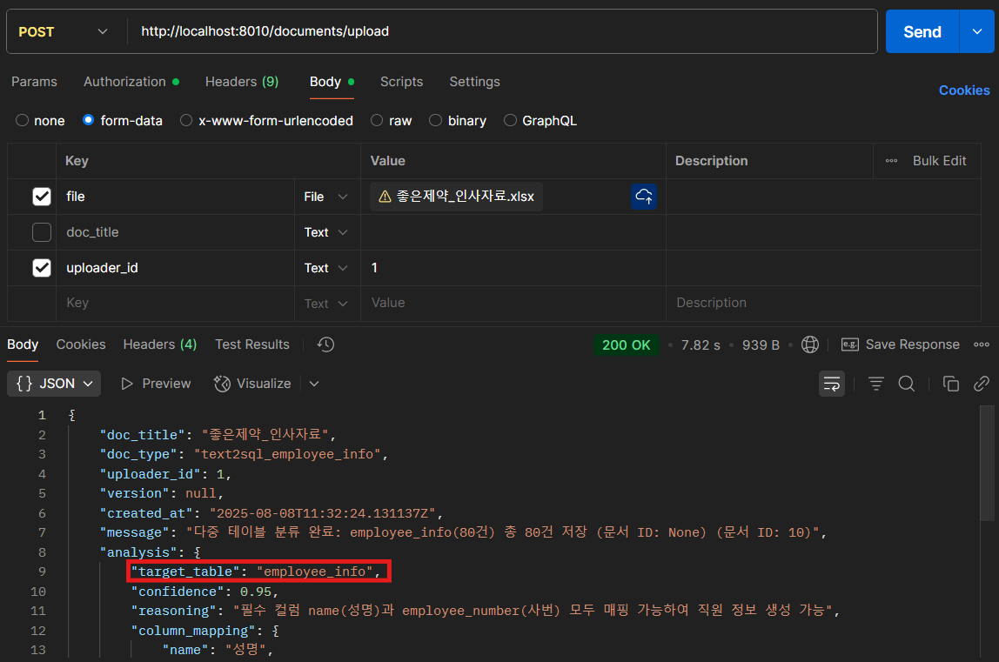 POST http://localhost:8010/documents/upload Send
Params Authorization Headers (9) Body Scripts Settings Cookies
none form-data x-www-form-urlencoded raw binary GraphQL
Key Value Description Bulk Edit
file File 좋은제약_인사자료.xlsx
doc_title Text
uploader_id Text 1
Key Text Value Description
Body Cookies Headers (4) Test Results 200 OK 7.82 s 939 B e.g. Save Response
{} JSON Preview Visualize
1 {
2 "doc_title": "좋은제약_인사자료",
3 "doc_type": "text2sql_employee_info",
4 "uploader_id": 1,
5 "version": null,
6 "created_at": "2025-08-08T11:32:24.131137Z",
7 "message": "다중 테이블 분류 완료: employee_info(80건) 총 80건 저장 (문서 ID: None) (문서 ID: 10)",
8 "analysis": {
9 "target_table": "employee_info",
10 "confidence": 0.95,
11 "reasoning": "필수 컬럼 name(성명)과 employee_number(사번) 모두 매핑 가능하여 직원 정보 생성 가능",
12 "column_mapping": {
13 "name": "성명",